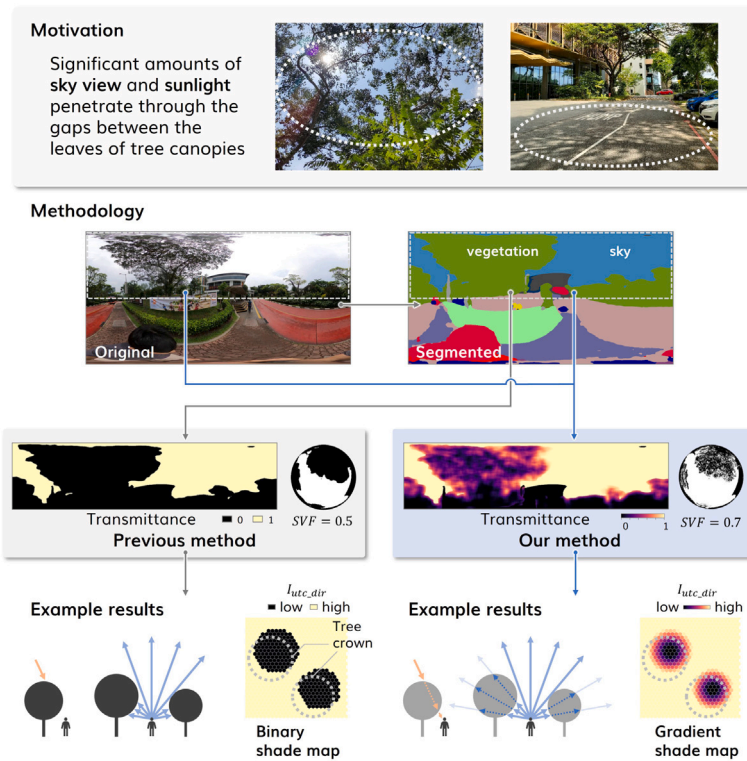 Motivation
Significant amounts of
sky view and sunlight
penetrate through the
gaps between the
leaves of tree canopies
Methodology
Original
vegetation
sky
Segmented
Transmittance
0
1
SVF = 0.5
Previous method
Transmittance
0
1
SVF = 0.7
Our method
Example results
I_utc_dir
low
high
Tree
crown
Binary
shade map
Example results
I_utc_dir
low
high
Gradient
shade map